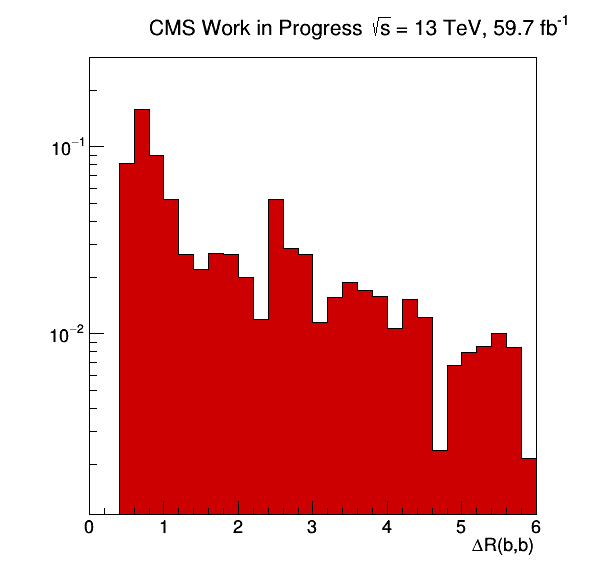 CMS Work in Progress √s = 13 TeV, 59.7 fb⁻¹
10⁻¹
10⁻²
0 1 2 3 4 5 6
ΔR(b,b)